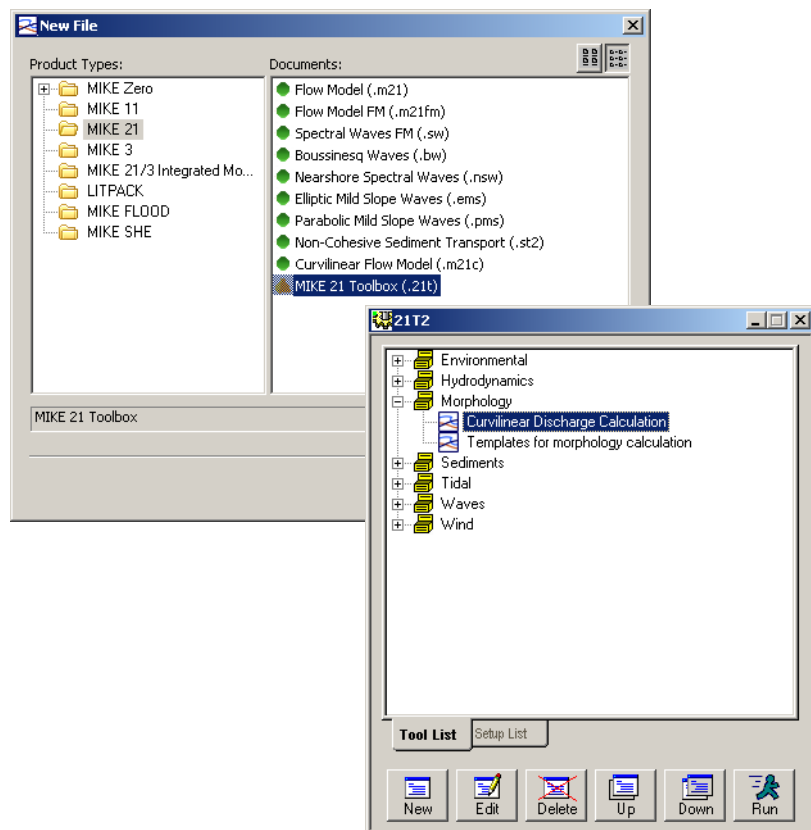 New File
Product Types:
Documents:
MIKE Zero
MIKE 11
MIKE 21
MIKE 3
MIKE 21/3 Integrated Mo...
LITPACK
MIKE FLOOD
MIKE SHE
Flow Model (.m21)
Flow Model FM (.m21fm)
Spectral Waves FM (.sw)
Boussinesq Waves (.bw)
Nearshore Spectral Waves (.nsw)
Elliptic Mild Slope Waves (.ems)
Parabolic Mild Slope Waves (.pms)
Non-Cohesive Sediment Transport (.st2)
Curvilinear Flow Model (.m21c)
MIKE 21 Toolbox (.21t)
MIKE 21 Toolbox
21T2
Environmental
Hydrodynamics
Morphology
Curvilinear Discharge Calculation
Templates for morphology calculation
Sediments
Tidal
Waves
Wind
Tool List
Setup List
New
Edit
Delete
Up
Down
Run